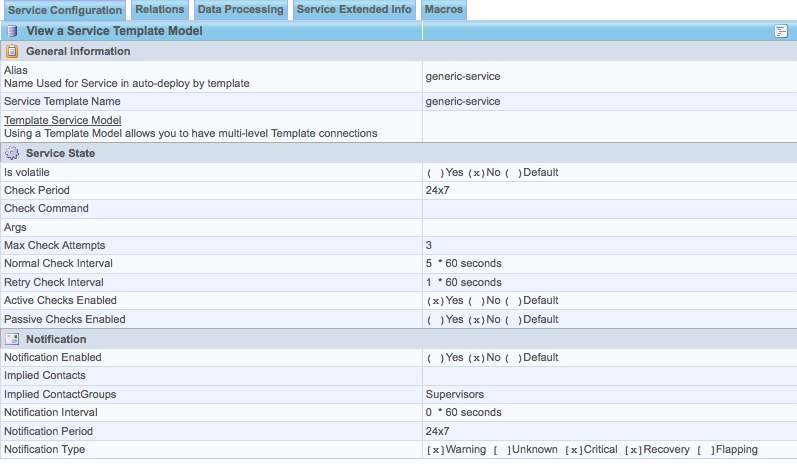 Service Configuration Relations Data Processing Service Extended Info Macros
View a Service Template Model
General Information
Alias
Name Used for Service in auto-deploy by template generic-service
Service Template Name generic-service
Template Service Model
Using a Template Model allows you to have multi-level Template connections
Service State
Is volatile ( )Yes (x)No ( )Default
Check Period 24x7
Check Command
Args
Max Check Attempts 3
Normal Check Interval 5 * 60 seconds
Retry Check Interval 1 * 60 seconds
Active Checks Enabled (x)Yes ( )No ( )Default
Passive Checks Enabled ( )Yes (x)No ( )Default
Notification
Notification Enabled ( )Yes (x)No ( )Default
Implied Contacts
Implied ContactGroups Supervisors
Notification Interval 0 * 60 seconds
Notification Period 24x7
Notification Type [x]Warning [ ]Unknown [x]Critical [x]Recovery [ ]Flapping